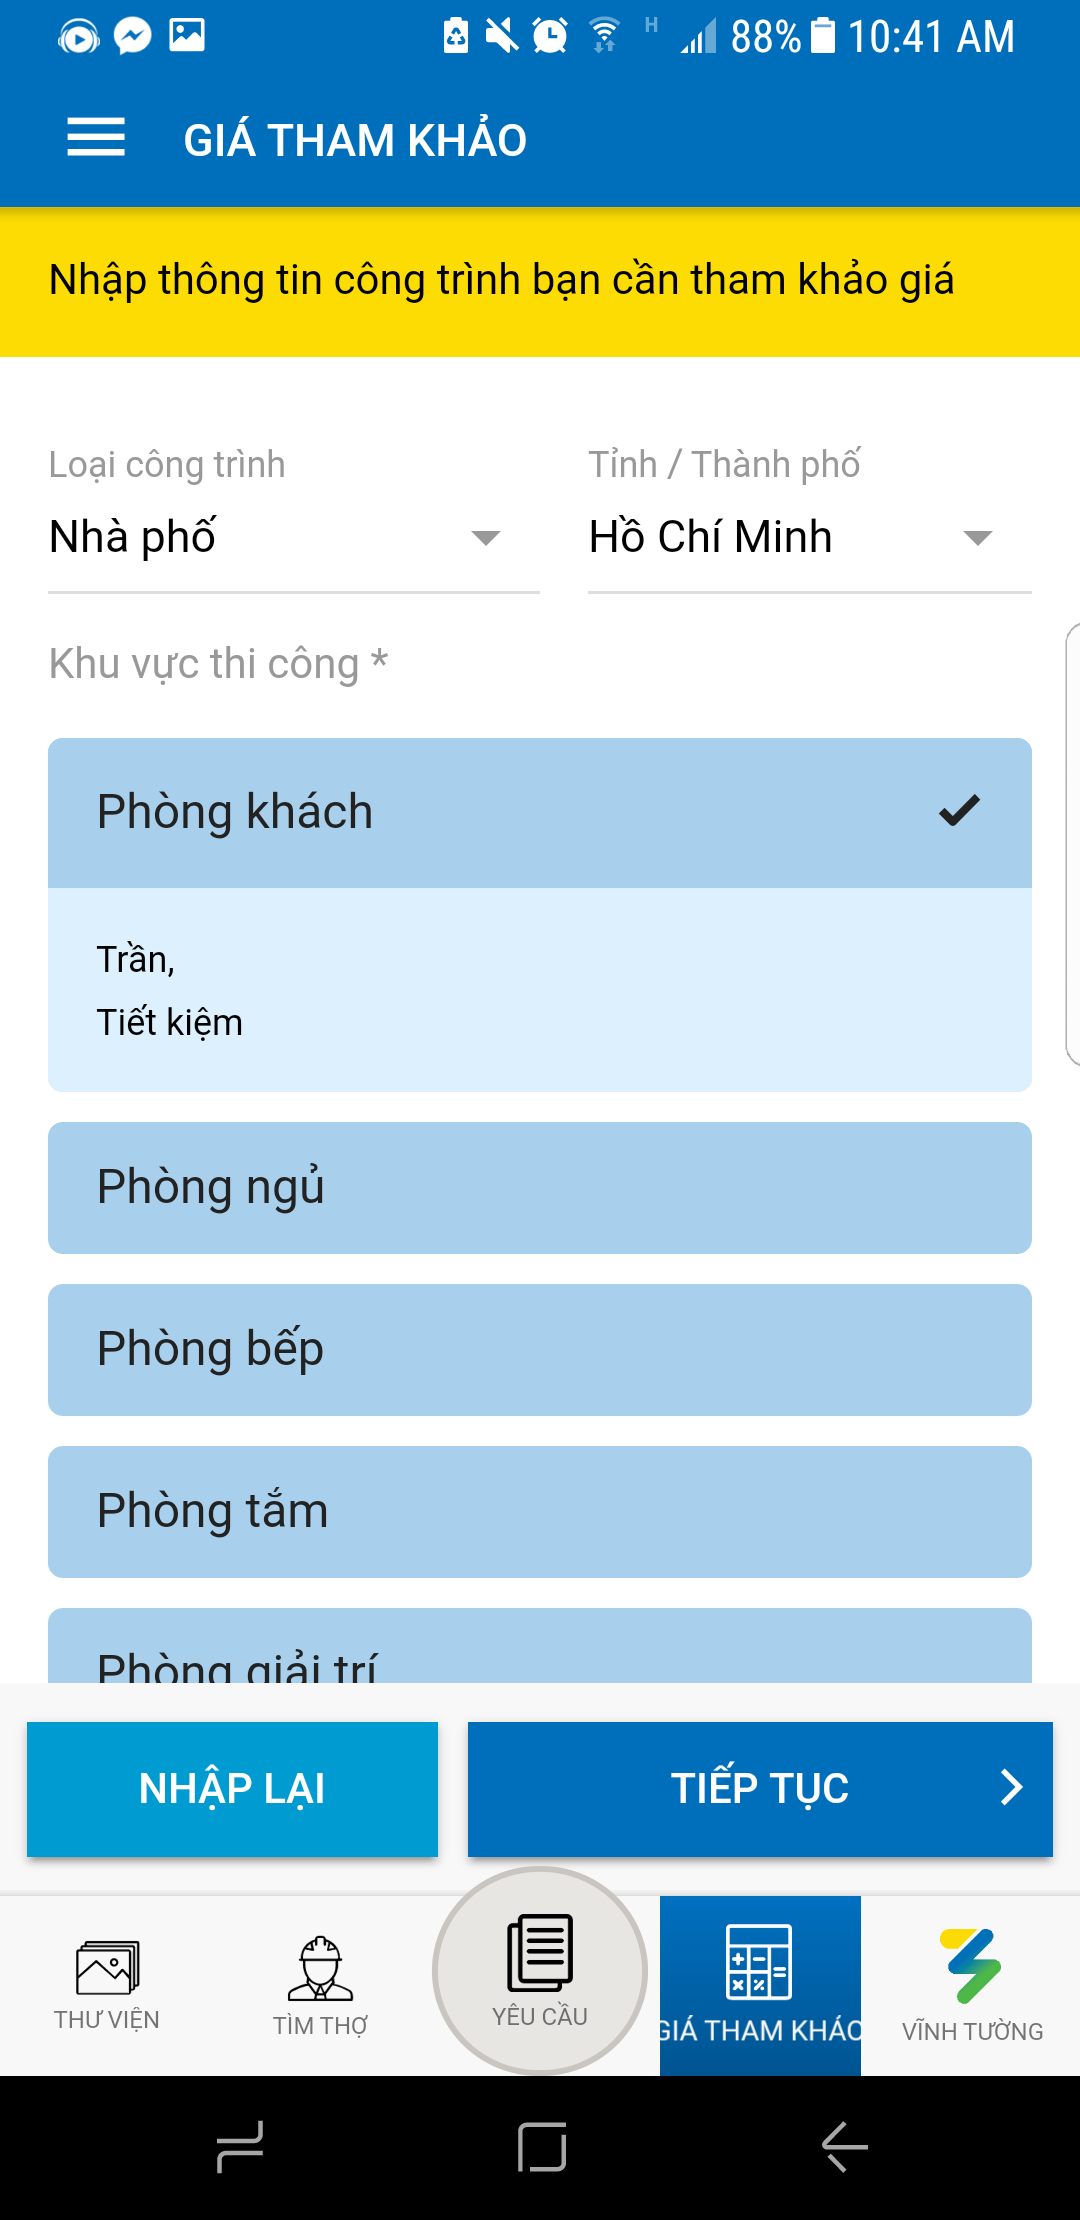 H 88% 10:41 AM
GIÁ THAM KHẢO
Nhập thông tin công trình bạn cần tham khảo giá
Loại công trình
Tỉnh / Thành phố
Nhà phố
Hồ Chí Minh
Khu vực thi công *
Phòng khách
Trần,
Tiết kiệm
Phòng ngủ
Phòng bếp
Phòng tắm
Phòng giải trí
NHẬP LẠI
TIẾP TỤC
THƯ VIỆN
TÌM THỢ
YÊU CẦU
GIÁ THAM KHẢO
VĨNH TƯỜNG